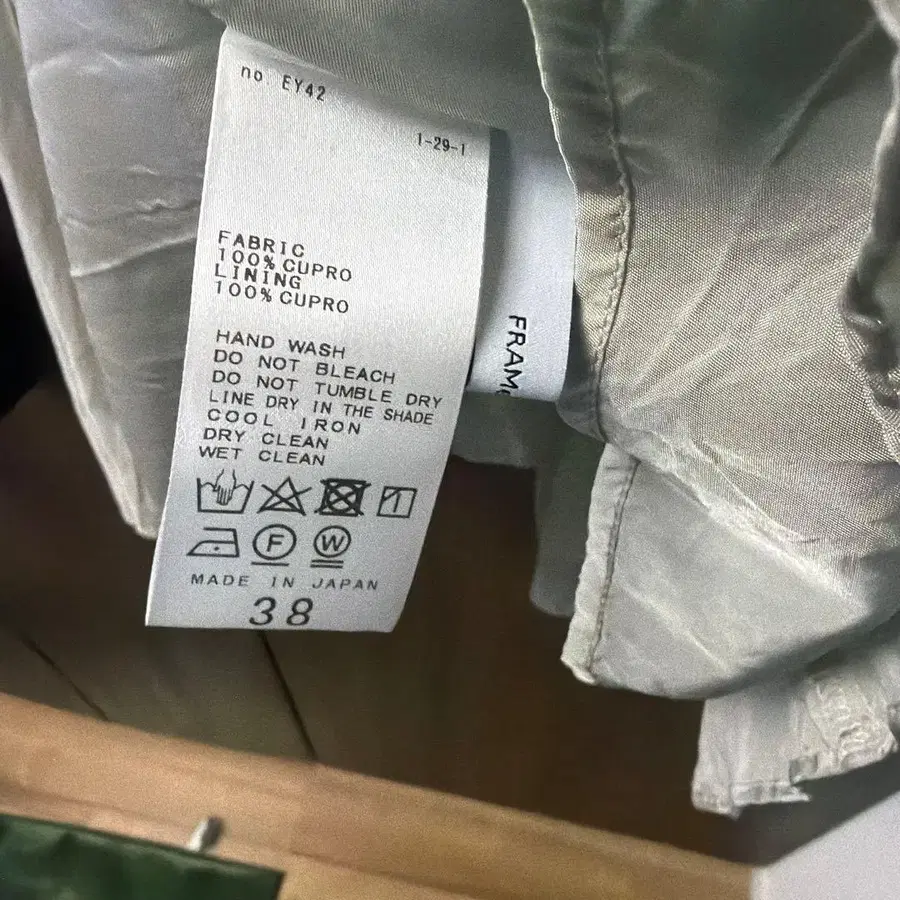 no EY42
1-29-1
FABRIC
100% CUPRO
LINING
100% CUPRO
HAND WASH
DO NOT BLEACH
DO NOT TUMBLE DRY
LINE DRY IN THE SHADE
COOL IRON
DRY CLEAN
WET CLEAN
F W
MADE IN JAPAN
38
FRAM